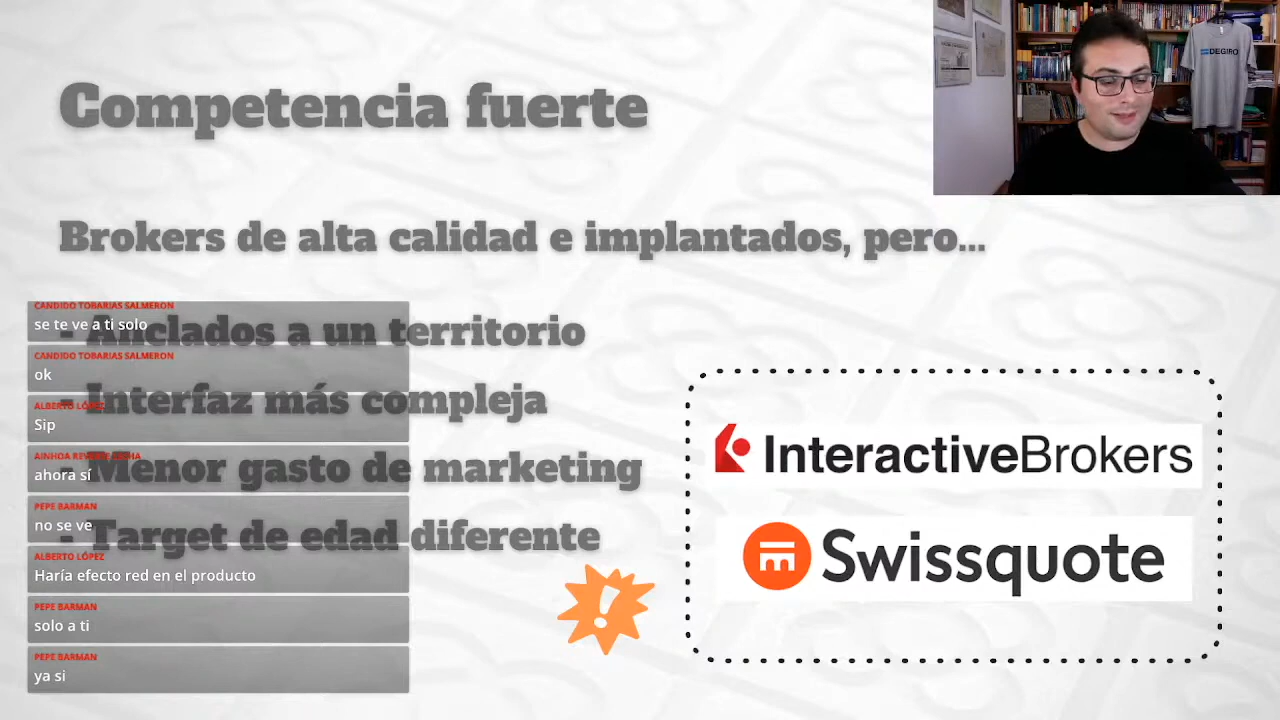 Competencia fuerte
DEGIRO
Brokers de alta calidad e implantados, pero...
- Anclados a un territorio
- Interfaz más compleja
- Menor gasto de marketing
- Target de edad diferente
CANDIDO TOBARIAS SALMERON
se te ve a ti solo
CANDIDO TOBARIAS SALMERON
ok
ALBERTO LÓPEZ
Sip
AINHOA
ahora sí
PEPE BARMAN
no se ve
ALBERTO LÓPEZ
Haría efecto red en el producto
PEPE BARMAN
solo a ti
PEPE BARMAN
ya si
!
InteractiveBrokers
Swissquote